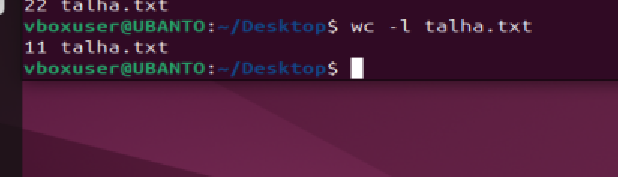 22 talha.txt
vboxuser@UBANTO:~/Desktop$ wc -l talha.txt
11 talha.txt
vboxuser@UBANTO:~/Desktop$